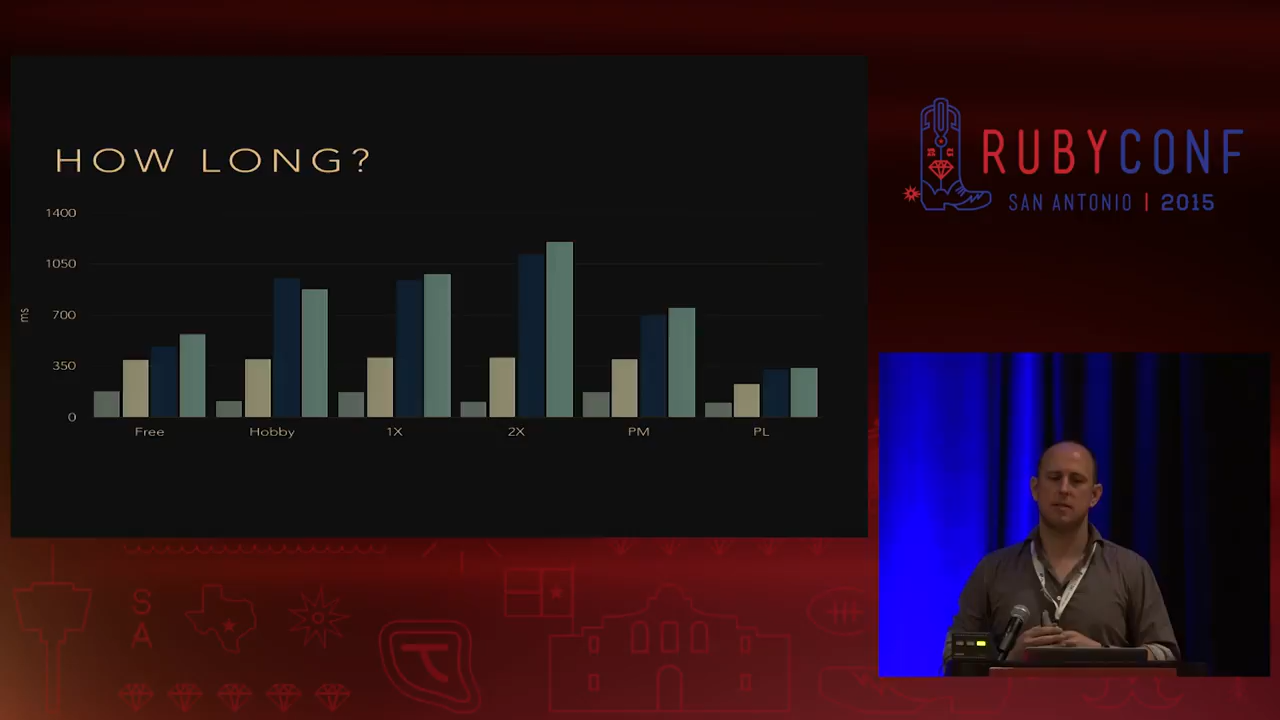 HOW LONG?
1400
1050
700
350
0
ms
Free Hobby 1X 2X PM PL
RUBYCONF
SAN ANTONIO | 2015
S
A